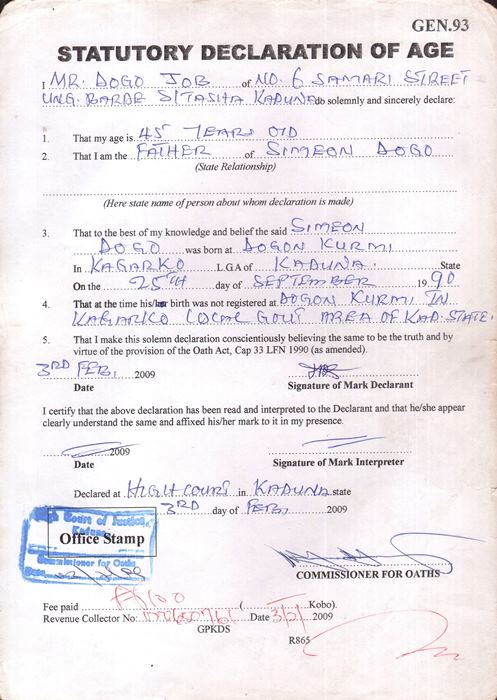 GEN.93
STATUTORY DECLARATION OF AGE
I MR. DOGO JOB of NO. 6 SAMARI STREET
UNG. BARDE S/TASHA KADUNA do solemnly and sincerely declare:
1. That my age is 45 YEARS OLD
2. That I am the FATHER of SIMEON DOGO
(State Relationship)
(Here state name of person about whom declaration is made)
3. That to the best of my knowledge and belief the said SIMEON
DOGO was born at DOGON KURMI
In KAGARKO L.G.A of KADUNA State
On the 25TH day of SEPTEMBER 1990
4. That at the time his/her birth was not registered at DOGON KURMI IN
KAGARKO LOCAL GOVT AREA OF KAD. STATE.
5. That I make this solemn declaration conscientiously believing the same to be the truth and by
virtue of the provision of the Oath Act, Cap 33 LFN 1990 (as amended).
3RD FEB, 2009
Date Signature of Mark Declarant
I certify that the above declaration has been read and interpreted to the Declarant and that he/she appear
clearly understand the same and affixed his/her mark to it in my presence.
2009
Date Signature of Mark Interpreter
Declared at HIGH COURT in KADUNA state
3RD day of FEB, 2009
High Court of Justice
Kaduna
Office Stamp
Commissioner for Oaths
Date
COMMISSIONER FOR OATHS
Fee paid (Kobo).
Revenue Collector No: Date 3/2/2009
GPKDS R865